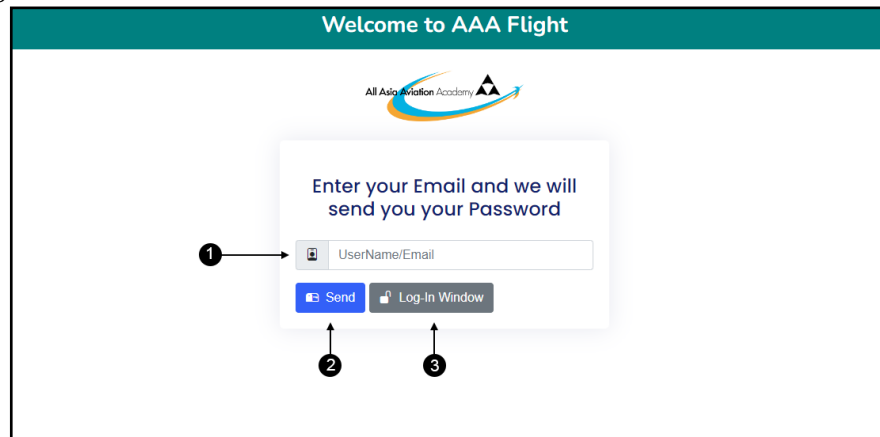 Welcome to AAA Flight
All Asia Aviation Academy
Enter your Email and we will
send you your Password
1
UserName/Email
Send
Log-In Window
2
3